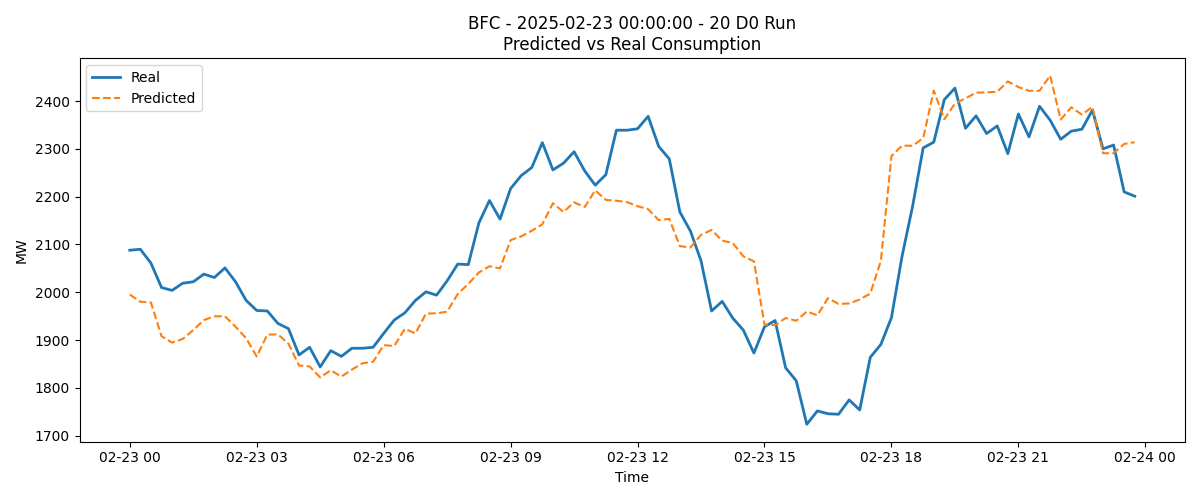 BFC - 2025-02-23 00:00:00 - 20 D0 Run
Predicted vs Real Consumption
Real
Predicted
MW
2400
2300
2200
2100
2000
1900
1800
1700
02-23 00
02-23 03
02-23 06
02-23 09
02-23 12
02-23 15
02-23 18
02-23 21
02-24 00
Time